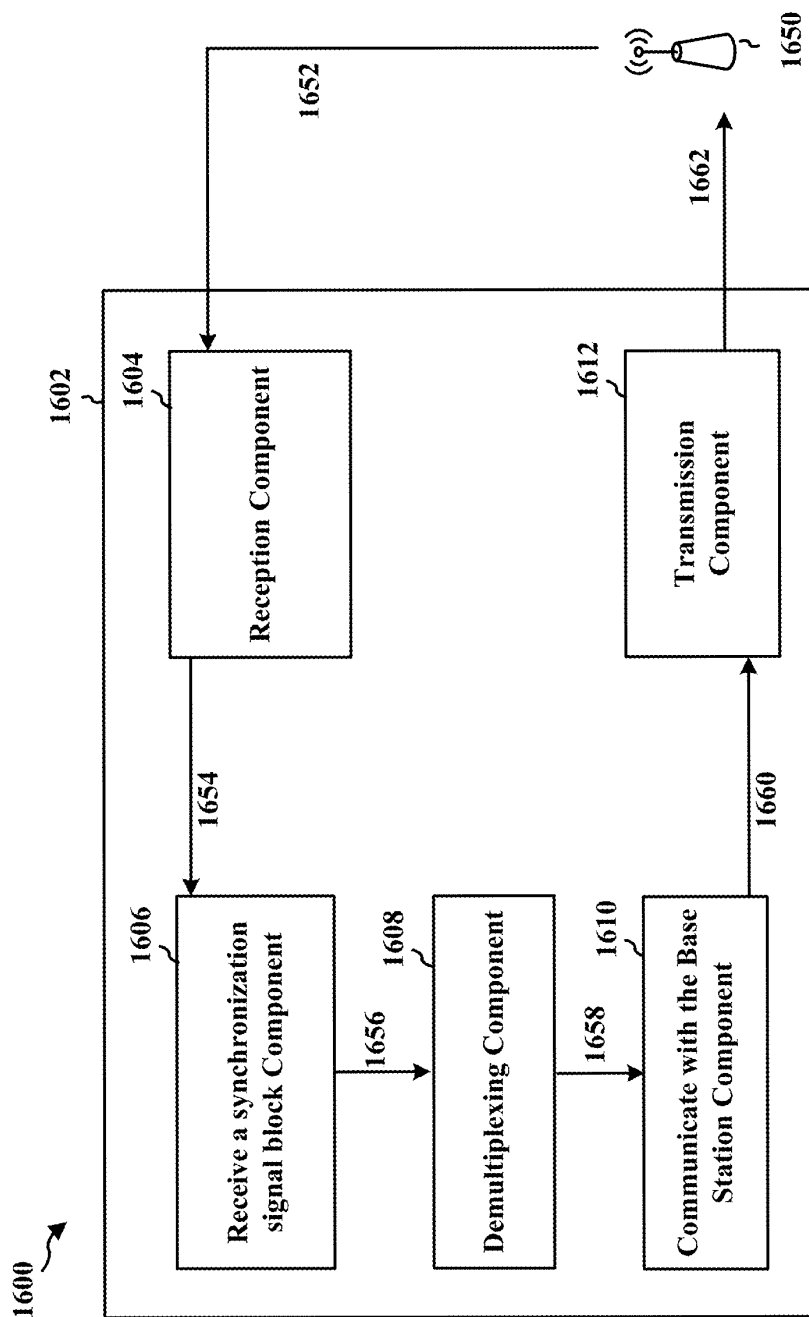 1600
1602
1606
Receive a synchronization
signal block Component
1654
1604
Reception Component
1652
1656
1608
Demultiplexing Component
1658
1610
Communicate with the Base
Station Component
1660
1612
Transmission
Component
1662
1650